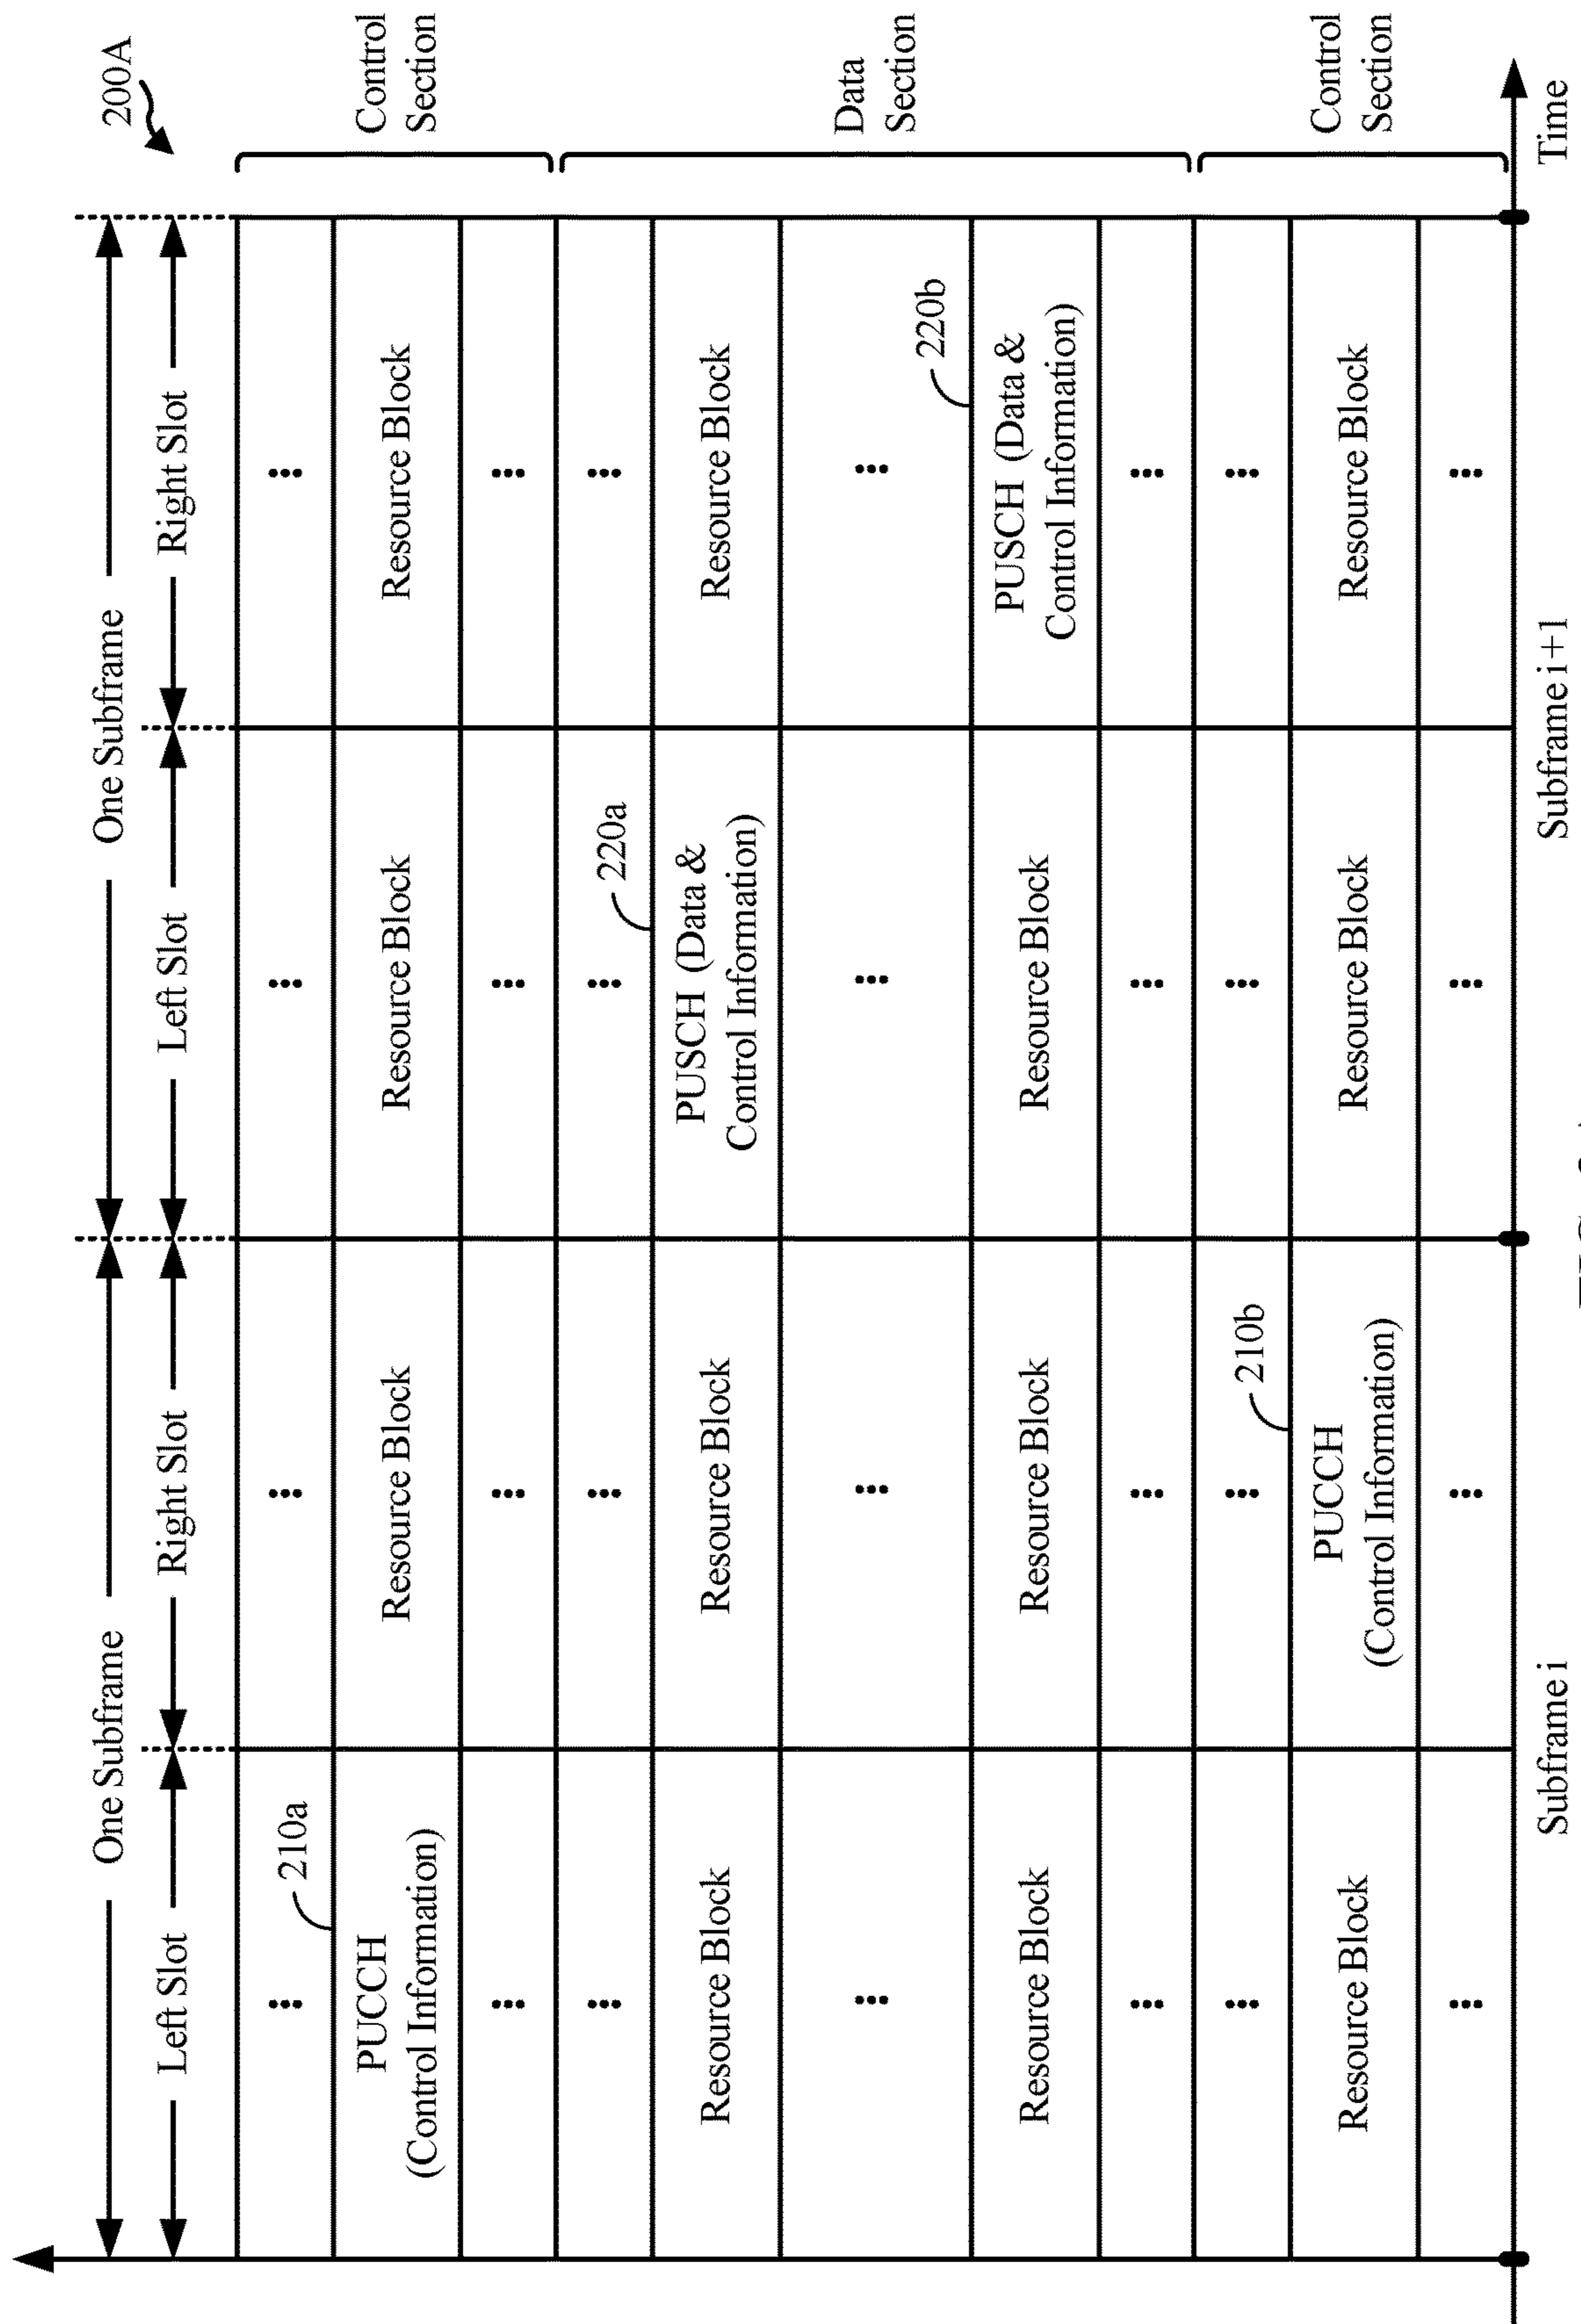 200A
One Subframe
One Subframe
Left Slot
Right Slot
Left Slot
Right Slot
210a
PUCCH
(Control Information)
Resource Block
Resource Block
Resource Block
Control
Section
220a
Resource Block
Resource Block
PUSCH (Data &
Control Information)
Resource Block
Data
Section
220b
Resource Block
Resource Block
Resource Block
PUSCH (Data &
Control Information)
210b
Resource Block
PUCCH
(Control Information)
Resource Block
Resource Block
Control
Section
Subframe i
Subframe i+1
Time